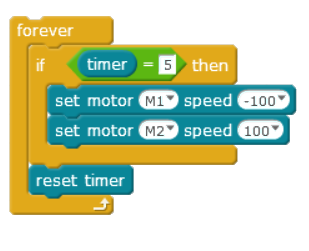 forever
if timer = 5 then
set motor M1 speed -100
set motor M2 speed 100
reset timer